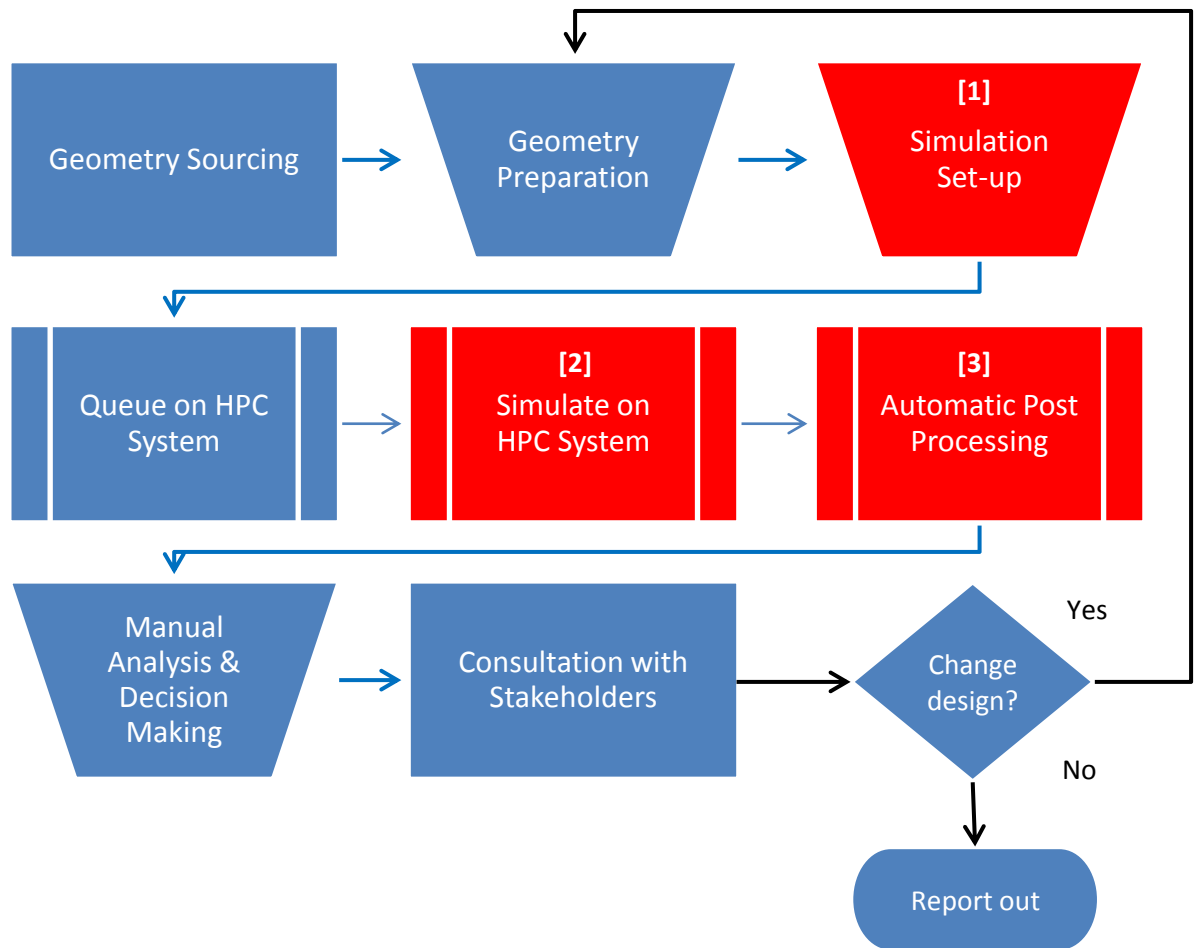 Geometry Sourcing
Geometry
Preparation
[1]
Simulation
Set-up
Queue on HPC
System
[2]
Simulate on
HPC System
[3]
Automatic Post
Processing
Manual
Analysis &
Decision
Making
Consultation with
Stakeholders
Change
design?
Yes
No
Report out